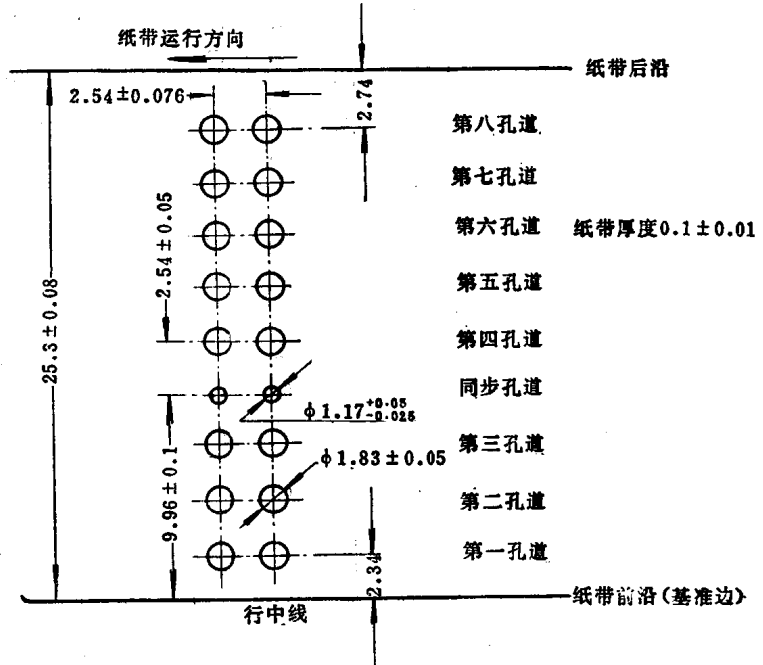 纸带运行方向
纸带后沿
2.54±0.076
2.74
第八孔道
第七孔道
第六孔道
纸带厚度0.1±0.01
2.54±0.05
第五孔道
25.3±0.08
第四孔道
同步孔道
φ1.17+0.05-0.025
第三孔道
φ1.83±0.05
9.96±0.1
第二孔道
第一孔道
2.34
纸带前沿(基准边)
行中线